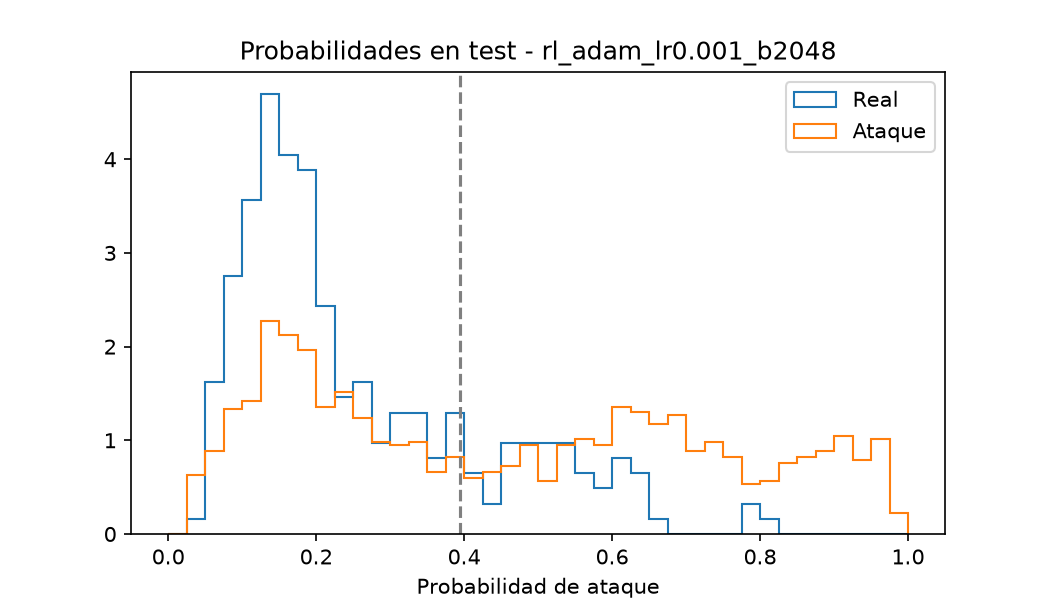 Probabilidades en test - rl_adam_lr0.001_b2048
Real
Ataque
4
3
2
1
0
0.0 0.2 0.4 0.6 0.8 1.0
Probabilidad de ataque